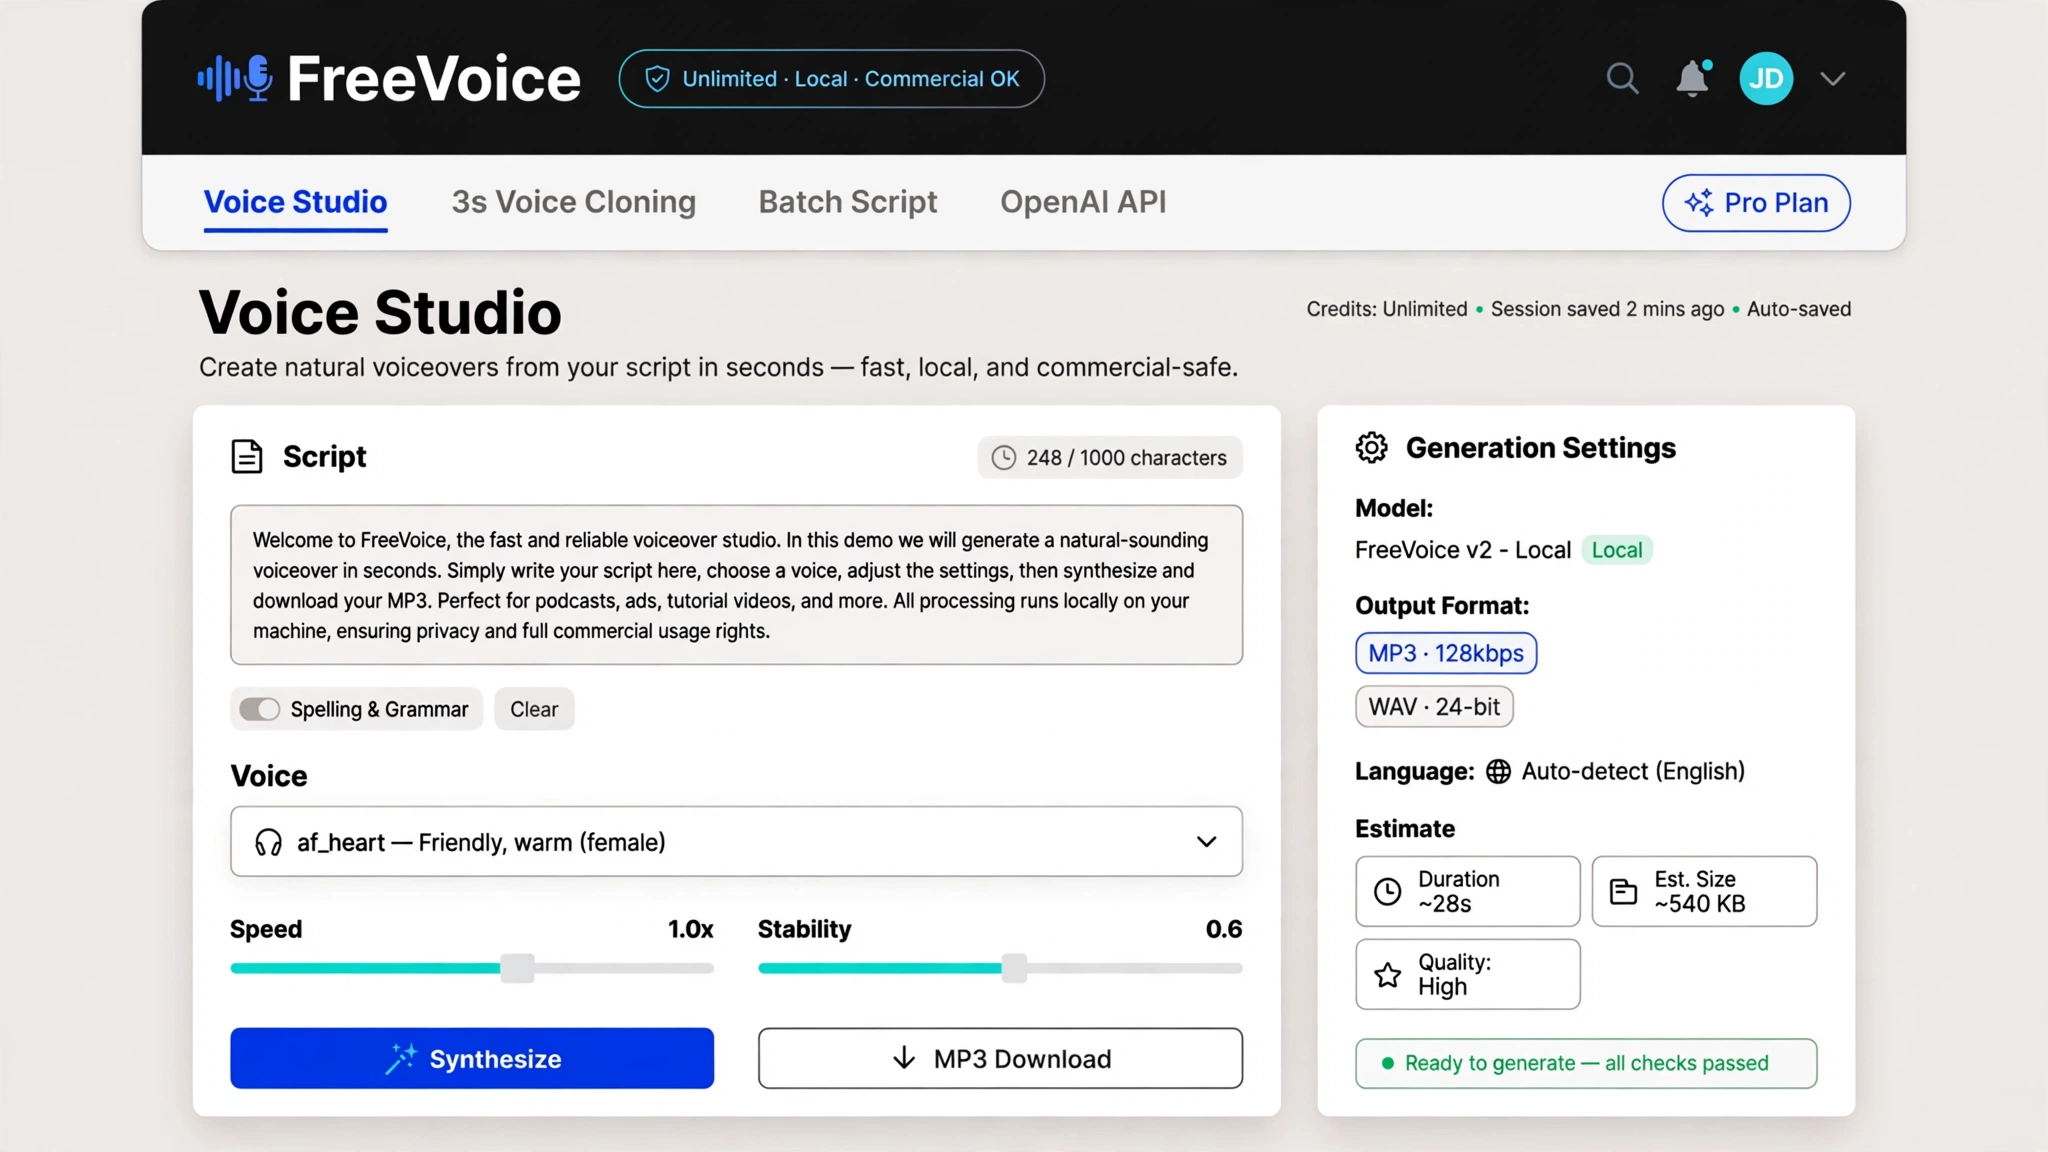 FreeVoice
Unlimited · Local · Commercial OK
JD
Voice Studio
3s Voice Cloning
Batch Script
OpenAI API
Pro Plan
Voice Studio
Credits: Unlimited • Session saved 2 mins ago • Auto-saved
Create natural voiceovers from your script in seconds — fast, local, and commercial-safe.
Script
248 / 1000 characters
Welcome to FreeVoice, the fast and reliable voiceover studio. In this demo we will generate a natural-sounding
voiceover in seconds. Simply write your script here, choose a voice, adjust the settings, then synthesize and
download your MP3. Perfect for podcasts, ads, tutorial videos, and more. All processing runs locally on your
machine, ensuring privacy and full commercial usage rights.
Spelling & Grammar
Clear
Voice
af_heart — Friendly, warm (female)
Speed
1.0x
Stability
0.6
Synthesize
MP3 Download
Generation Settings
Model:
FreeVoice v2 - Local
Local
Output Format:
MP3 · 128kbps
WAV · 24-bit
Language: Auto-detect (English)
Estimate
Duration
~28s
Est. Size
~540 KB
Quality:
High
Ready to generate — all checks passed